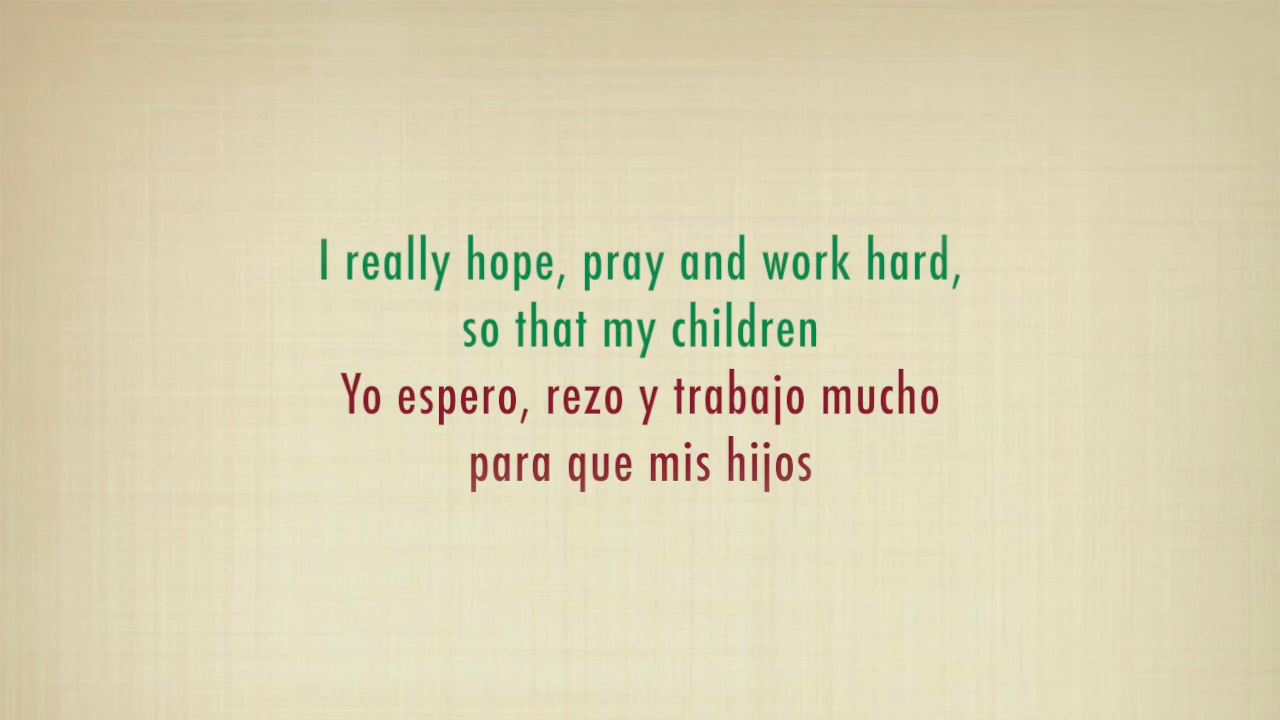 I really hope, pray and work hard,
so that my children
Yo espero, rezo y trabajo mucho
para que mis hijos